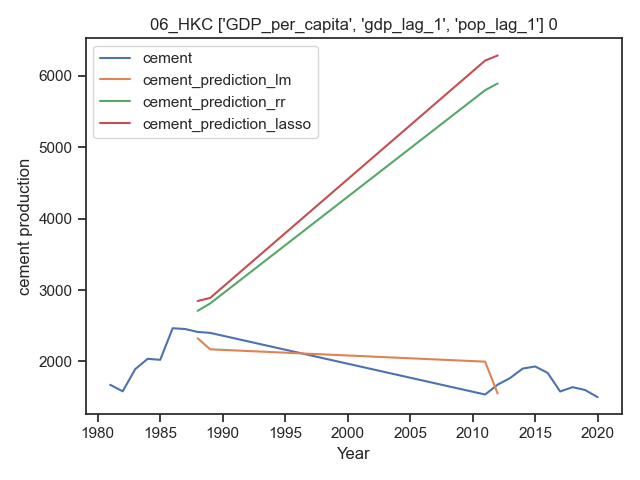 06_HKC ['GDP_per_capita', 'gdp_lag_1', 'pop_lag_1'] 0
cement
cement_prediction_lm
cement_prediction_rr
cement_prediction_lasso
6000
5000
4000
3000
2000
cement production
1980 1985 1990 1995 2000 2005 2010 2015 2020
Year